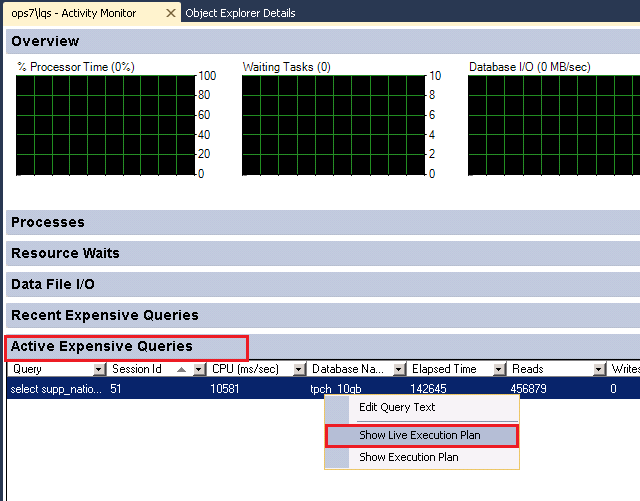 ops7\lqs - Activity Monitor
Object Explorer Details
Overview
% Processor Time (0%)
100
80
60
40
20
0
Waiting Tasks (0)
10
8
6
4
2
0
Database I/O (0 MB/sec)
Processes
Resource Waits
Data File I/O
Recent Expensive Queries
Active Expensive Queries
Query Session Id CPU (ms/sec) Database Na... Elapsed Time Reads Writes
select supp_natio... 51 10581 tpch_10gb 142645 456879 0
Edit Query Text
Show Live Execution Plan
Show Execution Plan